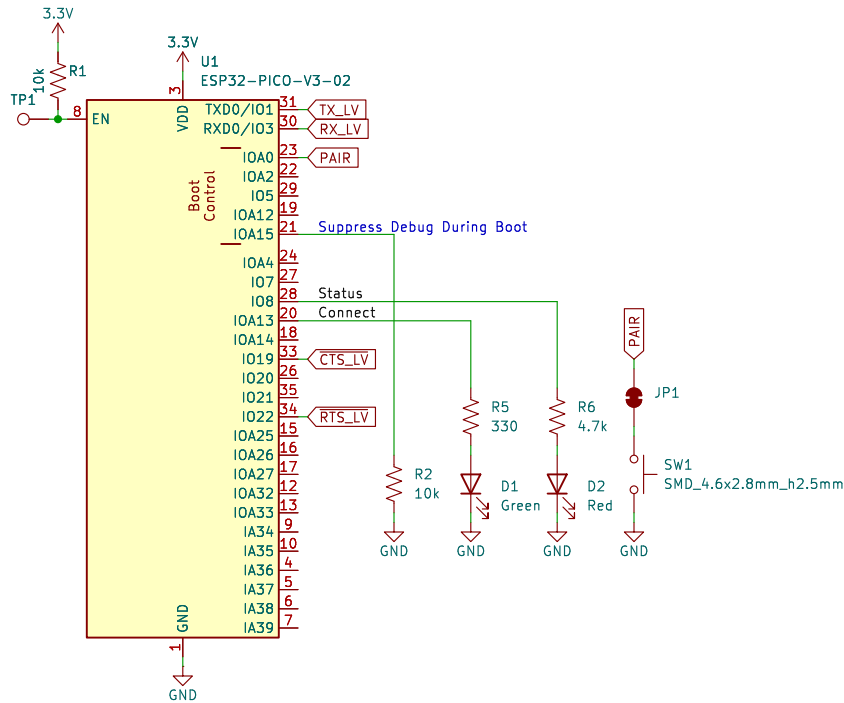 3.3V
R1
10k
TP1
3.3V
U1
ESP32-PICO-V3-02
3
VDD
8
EN
TXD0/IO1
31
TX_LV
RXD0/IO3
30
RX_LV
Boot
Control
IOA0
23
PAIR
IOA2
22
IO5
29
IOA12
19
IOA15
21
Suppress Debug During Boot
IOA4
24
IO7
27
IO8
28
Status
IOA13
20
Connect
IOA14
18
IO19
33
CTS_LV
IO20
26
IO21
35
IO22
34
RTS_LV
IOA25
15
IOA26
16
IOA27
17
IOA32
12
IOA33
13
IA34
9
IA35
10
IA36
4
IA37
5
IA38
6
IA39
7
GND
1
GND
R2
10k
GND
R5
330
D1
Green
GND
R6
4.7k
D2
Red
GND
PAIR
JP1
SW1
SMD_4.6x2.8mm_h2.5mm
GND